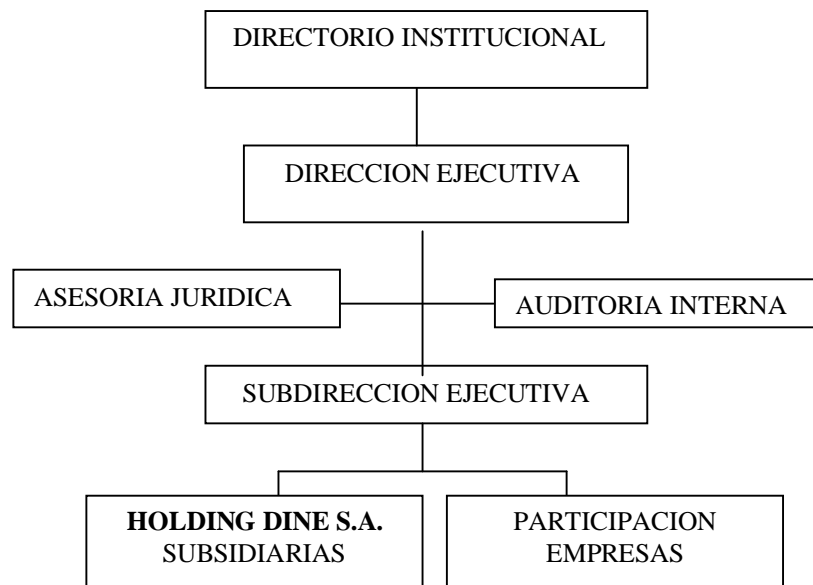 DIRECTORIO INSTITUCIONAL
DIRECCION EJECUTIVA
ASESORIA JURIDICA
AUDITORIA INTERNA
SUBDIRECCION EJECUTIVA
HOLDING DINE S.A.
SUBSIDIARIAS
PARTICIPACION
EMPRESAS